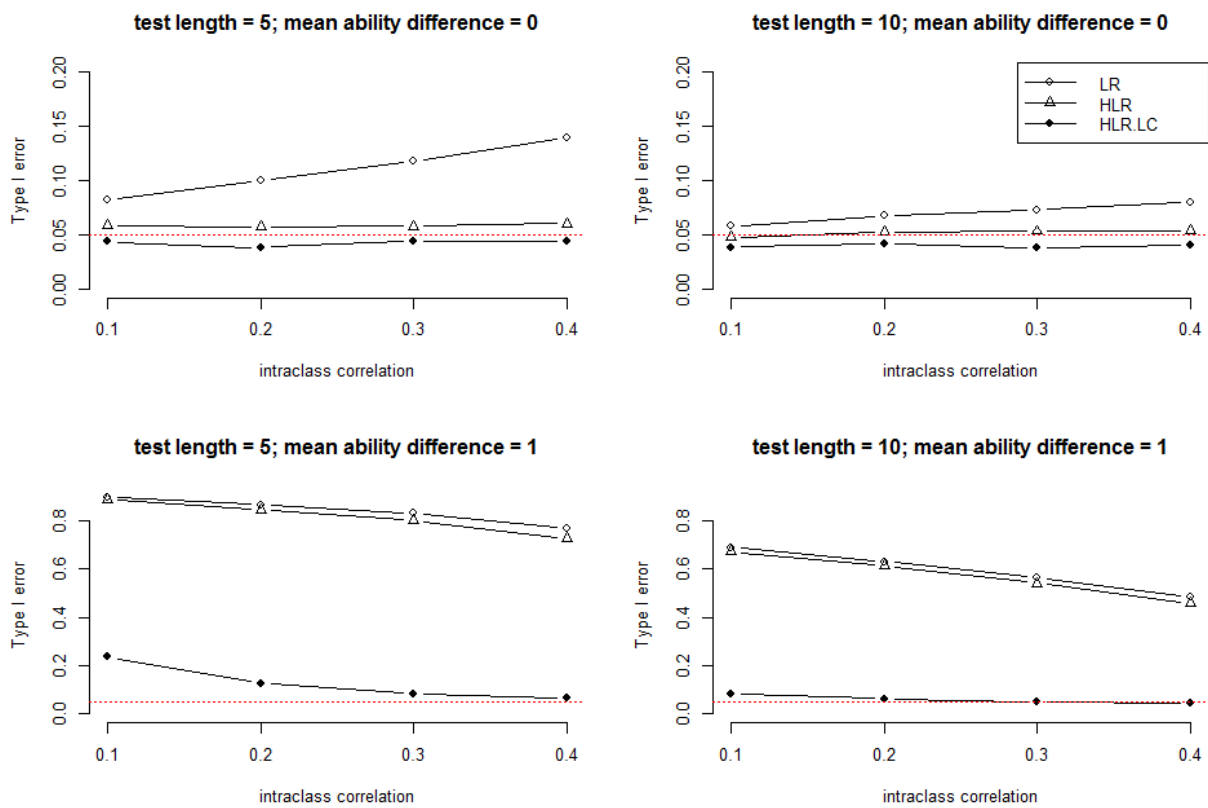 test length = 5; mean ability difference = 0
Type I error
0.20
0.15
0.10
0.05
0.00
0.1 0.2 0.3 0.4
intraclass correlation
test length = 10; mean ability difference = 0
LR
HLR
HLR.LC
Type I error
0.20
0.15
0.10
0.05
0.00
0.1 0.2 0.3 0.4
intraclass correlation
test length = 5; mean ability difference = 1
Type I error
0.8
0.6
0.4
0.2
0.0
0.1 0.2 0.3 0.4
intraclass correlation
test length = 10; mean ability difference = 1
Type I error
0.8
0.6
0.4
0.2
0.0
0.1 0.2 0.3 0.4
intraclass correlation